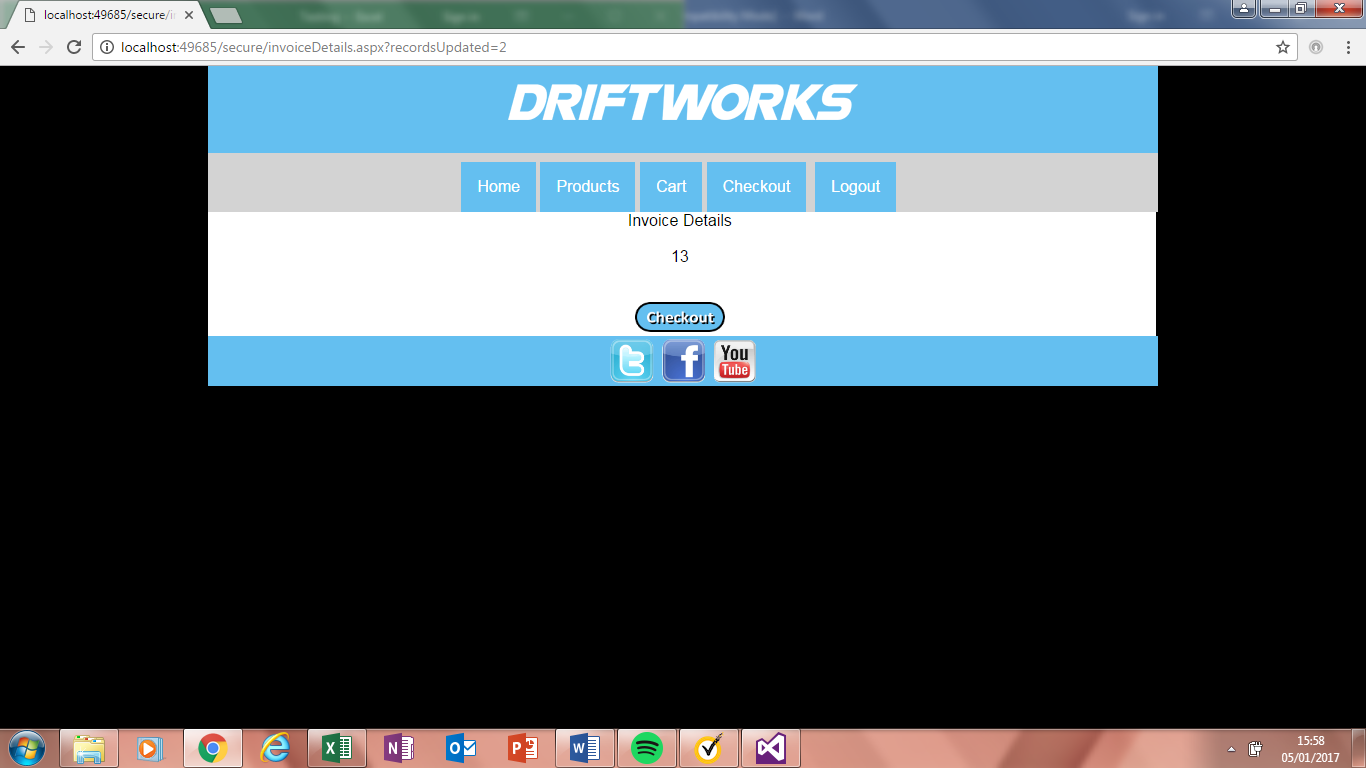 localhost:49685/secure/i
localhost:49685/secure/invoiceDetails.aspx?recordsUpdated=2
DRIFTWORKS
Home Products Cart Checkout Logout
Invoice Details
13
Checkout
You
Tube
15:58
05/01/2017